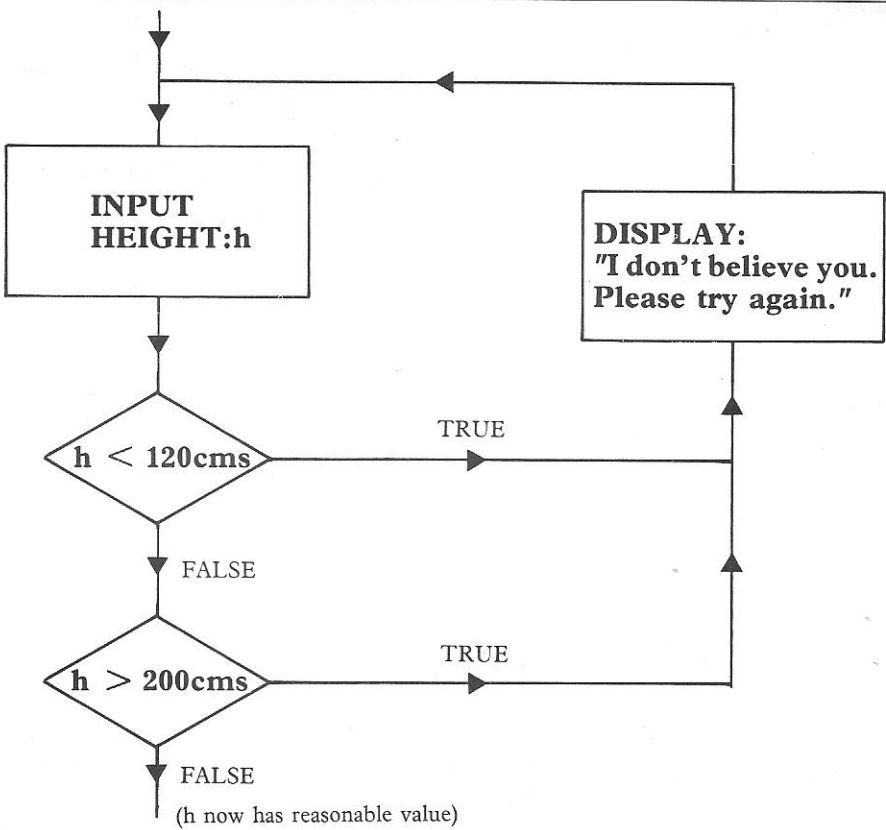 INPUT
HEIGHT:h
DISPLAY:
"I don't believe you.
Please try again."
h < 120cms
TRUE
FALSE
h > 200cms
TRUE
FALSE
(h now has reasonable value)